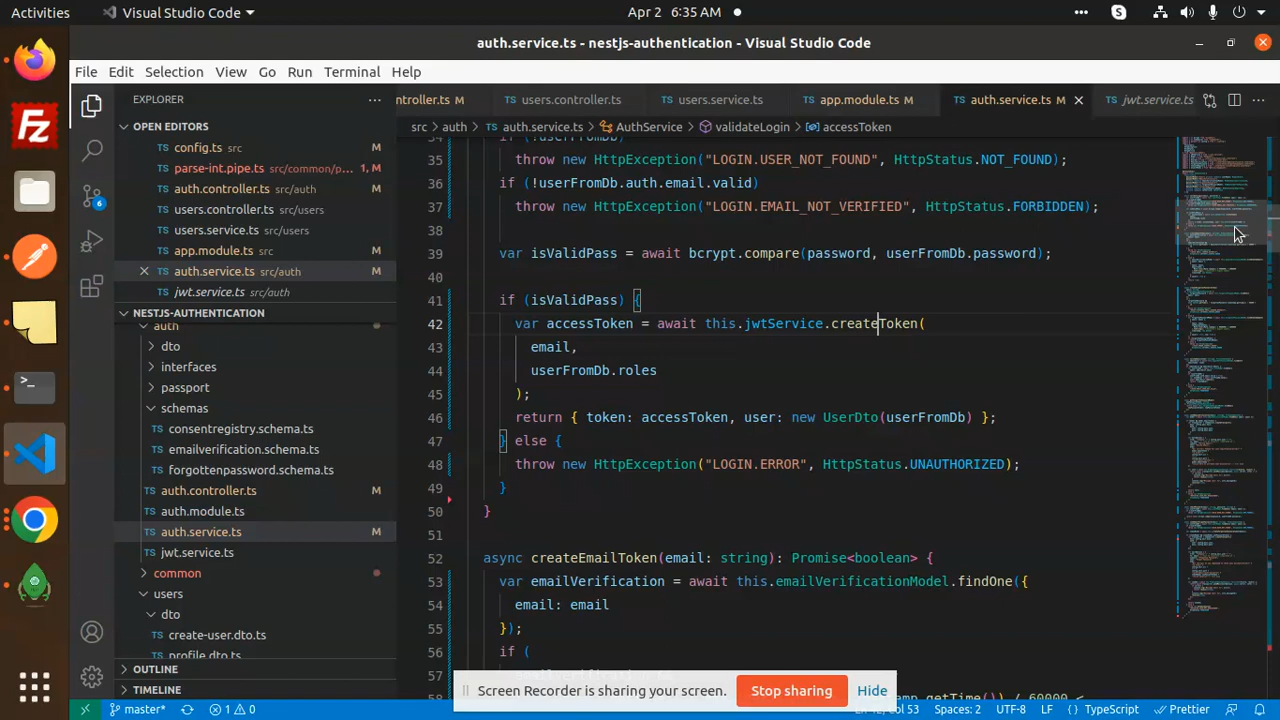 Activities
Visual Studio Code
Apr 2 6:35 AM
auth.service.ts - nestjs-authentication - Visual Studio Code
File Edit Selection View Go Run Terminal Help
EXPLORER
ontroller.ts M
users.controller.ts
users.service.ts
app.module.ts M
auth.service.ts M
jwt.service.ts
OPEN EDITORS
src > auth > auth.service.ts > AuthService > validateLogin > accessToken
config.ts src M
parse-int.pipe.ts src/common/p... 1, M
auth.controller.ts src/auth M
users.controller.ts src/users
users.service.ts src/users
app.module.ts src M
auth.service.ts src/auth M
jwt.service.ts src/auth
NESTJS-AUTHENTICATION
auth
dto
interfaces
passport
schemas
consentregistry.schema.ts M
emailverification.schema.ts
forgottenpassword.schema.ts
auth.controller.ts M
auth.module.ts
auth.service.ts M
jwt.service.ts
common
users
dto
create-user.dto.ts
profile.dto.ts
OUTLINE
TIMELINE
34 if (!userFromDb)
35 throw new HttpException("LOGIN.USER_NOT_FOUND", HttpStatus.NOT_FOUND);
36 if (!userFromDb.auth.email.valid)
37 throw new HttpException("LOGIN.EMAIL_NOT_VERIFIED", HttpStatus.FORBIDDEN);
38
39 var isValidPass = await bcrypt.compare(password, userFromDb.password);
40
41 if (isValidPass) {
42 var accessToken = await this.jwtService.createToken(
43 email,
44 userFromDb.roles
45 );
46 return { token: accessToken, user: new UserDto(userFromDb) };
47 } else {
48 throw new HttpException("LOGIN.ERROR", HttpStatus.UNAUTHORIZED);
49 }
50 }
51
52 async createEmailToken(email: string): Promise<boolean> {
53 var emailVerification = await this.emailVerificationModel.findOne({
54 email: email
55 });
56 if (
57
58 getTime()) / 60000 <
Screen Recorder is sharing your screen.
Stop sharing
Hide
6
master*
1 0
Spaces: 2
UTF-8
LF
TypeScript
Prettier